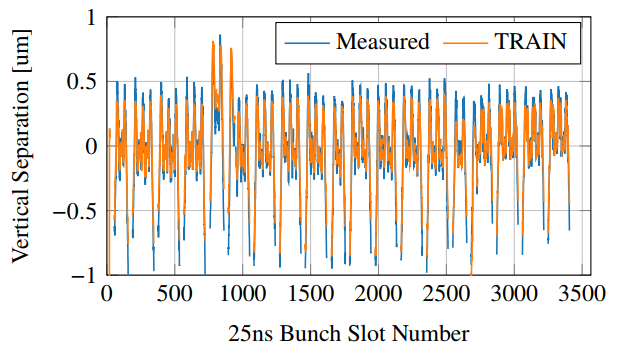 Measured TRAIN
Vertical Separation [um]
1
0.5
0
−0.5
−1
0 500 1000 1500 2000 2500 3000 3500
25ns Bunch Slot Number